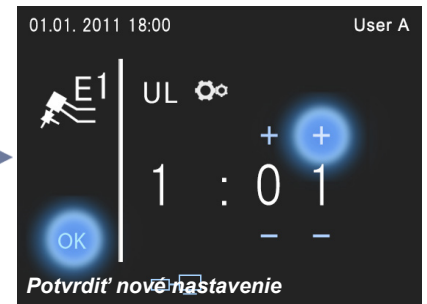 01.01. 2011 18:00 User A
E1 UL
+ +
1 : 0 1
OK - -
Potvrdiť nové nastavenie